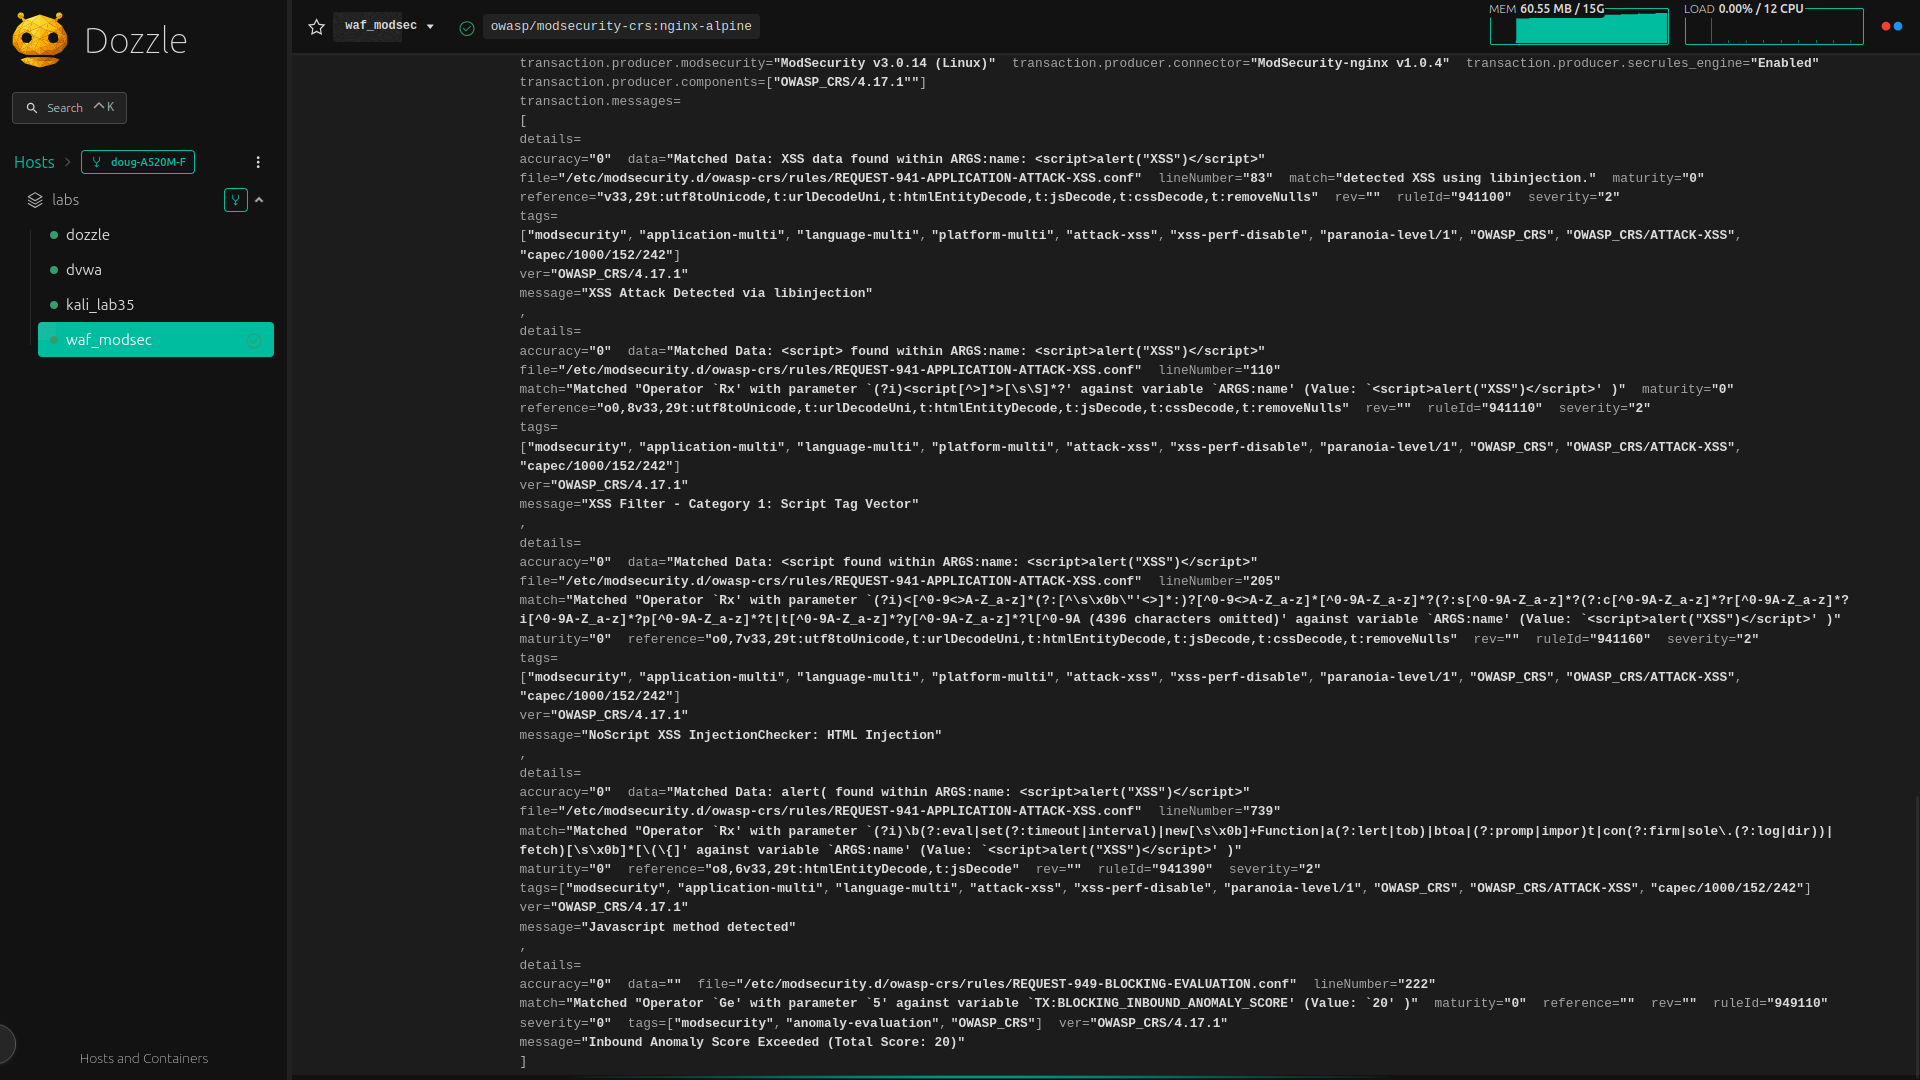 Dozzle
Search ^K
Hosts > doug-A520M-F
labs
dozzle
dvwa
kali_lab35
waf_modsec
Hosts and Containers
waf_modsec owasp/modsecurity-crs:nginx-alpine
MEM 60.55 MB / 15G LOAD 0.00% / 12 CPU
transaction.producer.modsecurity="ModSecurity v3.0.14 (Linux)" transaction.producer.connector="ModSecurity-nginx v1.0.4" transaction.producer.secrules_engine="Enabled"
transaction.producer.components=["OWASP_CRS/4.17.1""]
transaction.messages=
[
details=
accuracy="0" data="Matched Data: XSS data found within ARGS:name: <script>alert("XSS")</script>"
file="/etc/modsecurity.d/owasp-crs/rules/REQUEST-941-APPLICATION-ATTACK-XSS.conf" lineNumber="83" match="detected XSS using libinjection." maturity="0"
reference="v33,29t:utf8toUnicode,t:urlDecodeUni,t:htmlEntityDecode,t:jsDecode,t:cssDecode,t:removeNulls" rev="" ruleId="941100" severity="2"
tags=
["modsecurity", "application-multi", "language-multi", "platform-multi", "attack-xss", "xss-perf-disable", "paranoia-level/1", "OWASP_CRS", "OWASP_CRS/ATTACK-XSS",
"capec/1000/152/242"]
ver="OWASP_CRS/4.17.1"
message="XSS Attack Detected via libinjection"
,
details=
accuracy="0" data="Matched Data: <script> found within ARGS:name: <script>alert("XSS")</script>"
file="/etc/modsecurity.d/owasp-crs/rules/REQUEST-941-APPLICATION-ATTACK-XSS.conf" lineNumber="110"
match="Matched "Operator `Rx' with parameter `(?i)<script[^>]*>[\s\S]*?' against variable `ARGS:name' (Value: `<script>alert("XSS")</script>' )" maturity="0"
reference="o0,8v33,29t:utf8toUnicode,t:urlDecodeUni,t:htmlEntityDecode,t:jsDecode,t:cssDecode,t:removeNulls" rev="" ruleId="941110" severity="2"
tags=
["modsecurity", "application-multi", "language-multi", "platform-multi", "attack-xss", "xss-perf-disable", "paranoia-level/1", "OWASP_CRS", "OWASP_CRS/ATTACK-XSS",
"capec/1000/152/242"]
ver="OWASP_CRS/4.17.1"
message="XSS Filter - Category 1: Script Tag Vector"
,
details=
accuracy="0" data="Matched Data: <script found within ARGS:name: <script>alert("XSS")</script>"
file="/etc/modsecurity.d/owasp-crs/rules/REQUEST-941-APPLICATION-ATTACK-XSS.conf" lineNumber="205"
match="Matched "Operator `Rx' with parameter `(?i)<[^0-9<>A-Z_a-z]*(?:[^\s\x0b\"'<>]*:)?[^0-9<>A-Z_a-z]*[^0-9A-Z_a-z]*?(?:s[^0-9A-Z_a-z]*?(?:c[^0-9A-Z_a-z]*?r[^0-9A-Z_a-z]*?
i[^0-9A-Z_a-z]*?p[^0-9A-Z_a-z]*?t|t[^0-9A-Z_a-z]*?y[^0-9A-Z_a-z]*?l[^0-9A (4396 characters omitted)' against variable `ARGS:name' (Value: `<script>alert("XSS")</script>' )"
maturity="0" reference="o0,7v33,29t:utf8toUnicode,t:urlDecodeUni,t:htmlEntityDecode,t:jsDecode,t:cssDecode,t:removeNulls" rev="" ruleId="941160" severity="2"
tags=
["modsecurity", "application-multi", "language-multi", "platform-multi", "attack-xss", "xss-perf-disable", "paranoia-level/1", "OWASP_CRS", "OWASP_CRS/ATTACK-XSS",
"capec/1000/152/242"]
ver="OWASP_CRS/4.17.1"
message="NoScript XSS InjectionChecker: HTML Injection"
,
details=
accuracy="0" data="Matched Data: alert( found within ARGS:name: <script>alert("XSS")</script>"
file="/etc/modsecurity.d/owasp-crs/rules/REQUEST-941-APPLICATION-ATTACK-XSS.conf" lineNumber="739"
match="Matched "Operator `Rx' with parameter `(?i)\b(?:eval|set(?:timeout|interval)|new[\s\x0b]+Function|a(?:lert|tob)|btoa|(?:promp|impor)t|con(?:firm|sole\.(?:log|dir))|
fetch)[\s\x0b]*[\(\{]' against variable `ARGS:name' (Value: `<script>alert("XSS")</script>' )"
maturity="0" reference="o8,6v33,29t:htmlEntityDecode,t:jsDecode" rev="" ruleId="941390" severity="2"
tags=["modsecurity", "application-multi", "language-multi", "attack-xss", "xss-perf-disable", "paranoia-level/1", "OWASP_CRS", "OWASP_CRS/ATTACK-XSS", "capec/1000/152/242"]
ver="OWASP_CRS/4.17.1"
message="Javascript method detected"
,
details=
accuracy="0" data="" file="/etc/modsecurity.d/owasp-crs/rules/REQUEST-949-BLOCKING-EVALUATION.conf" lineNumber="222"
match="Matched "Operator `Ge' with parameter `5' against variable `TX:BLOCKING_INBOUND_ANOMALY_SCORE' (Value: `20' )" maturity="0" reference="" rev="" ruleId="949110"
severity="0" tags=["modsecurity", "anomaly-evaluation", "OWASP_CRS"] ver="OWASP_CRS/4.17.1"
message="Inbound Anomaly Score Exceeded (Total Score: 20)"
]